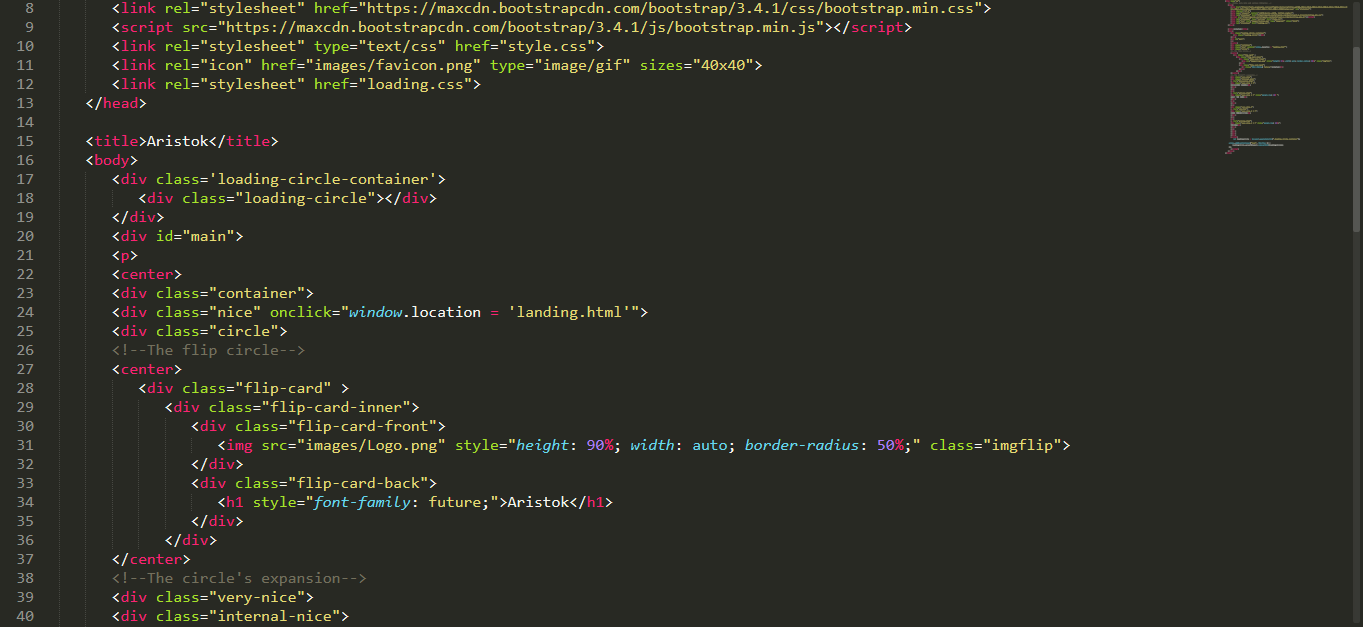 8 <link rel="stylesheet" href="https://maxcdn.bootstrapcdn.com/bootstrap/3.4.1/css/bootstrap.min.css">
9 <script src="https://maxcdn.bootstrapcdn.com/bootstrap/3.4.1/js/bootstrap.min.js"></script>
10 <link rel="stylesheet" type="text/css" href="style.css">
11 <link rel="icon" href="images/favicon.png" type="image/gif" sizes="40x40">
12 <link rel="stylesheet" href="loading.css">
13 </head>
14
15 <title>Aristok</title>
16 <body>
17 <div class='loading-circle-container'>
18 <div class="loading-circle"></div>
19 </div>
20 <div id="main">
21 <p>
22 <center>
23 <div class="container">
24 <div class="nice" onclick="window.location = 'landing.html'">
25 <div class="circle">
26 <!--The flip circle-->
27 <center>
28 <div class="flip-card" >
29 <div class="flip-card-inner">
30 <div class="flip-card-front">
31 <img src="images/Logo.png" style="height: 90%; width: auto; border-radius: 50%;" class="imgflip">
32 </div>
33 <div class="flip-card-back">
34 <h1 style="font-family: future;">Aristok</h1>
35 </div>
36 </div>
37 </center>
38 <!--The circle's expansion-->
39 <div class="very-nice">
40 <div class="internal-nice">